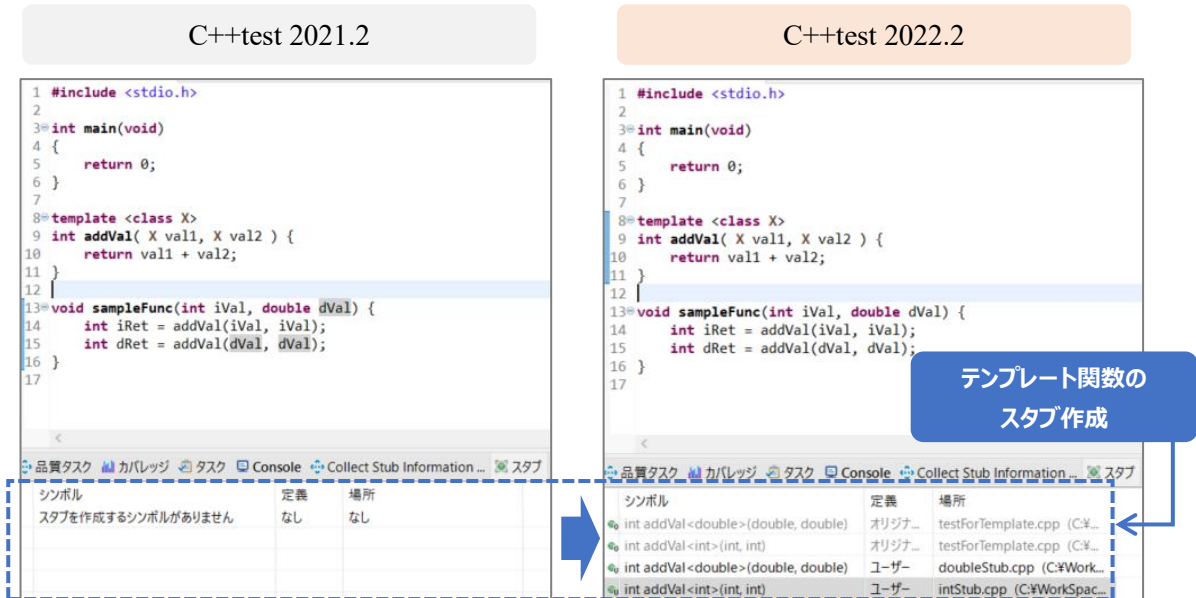 C++test 2021.2
1 #include <stdio.h>
2
3 int main(void)
4 {
5     return 0;
6 }
7
8 template <class X>
9 int addVal( X val1, X val2 ) {
10     return val1 + val2;
11 }
12
13 void sampleFunc(int iVal, double dVal) {
14     int iRet = addVal(iVal, iVal);
15     int dRet = addVal(dVal, dVal);
16 }
17
品質タスク カバレッジ タスク Console Collect Stub Information ... スタブ
シンボル 定義 場所
スタブを作成するシンボルがありません なし なし
C++test 2022.2
1 #include <stdio.h>
2
3 int main(void)
4 {
5     return 0;
6 }
7
8 template <class X>
9 int addVal( X val1, X val2 ) {
10     return val1 + val2;
11 }
12
13 void sampleFunc(int iVal, double dVal) {
14     int iRet = addVal(iVal, iVal);
15     int dRet = addVal(dVal, dVal);
16 }
17
テンプレート関数の
スタブ作成
品質タスク カバレッジ タスク Console Collect Stub Information ... スタブ
シンボル 定義 場所
int addVal<double>(double, double) オリジナ... testForTemplate.cpp (C:¥...
int addVal<int>(int, int) オリジナ... testForTemplate.cpp (C:¥...
int addVal<double>(double, double) ユーザー doubleStub.cpp (C:¥Work...
int addVal<int>(int, int) ユーザー intStub.cpp (C:¥WorkSpac...